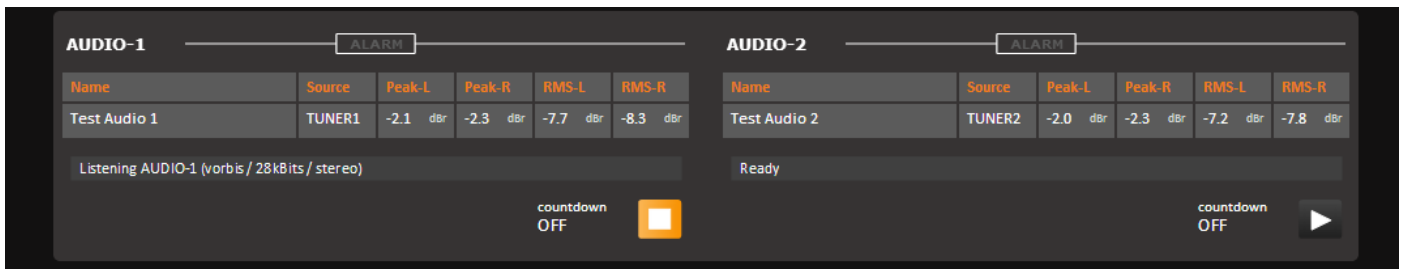 AUDIO-1 ALARM
Name Source Peak-L Peak-R RMS-L RMS-R
Test Audio 1 TUNER1 -2.1 dBr -2.3 dBr -7.7 dBr -8.3 dBr
Listening AUDIO-1 (vorbis / 28kBits / stereo)
countdown
OFF
AUDIO-2 ALARM
Name Source Peak-L Peak-R RMS-L RMS-R
Test Audio 2 TUNER2 -2.0 dBr -2.3 dBr -7.2 dBr -7.8 dBr
Ready
countdown
OFF